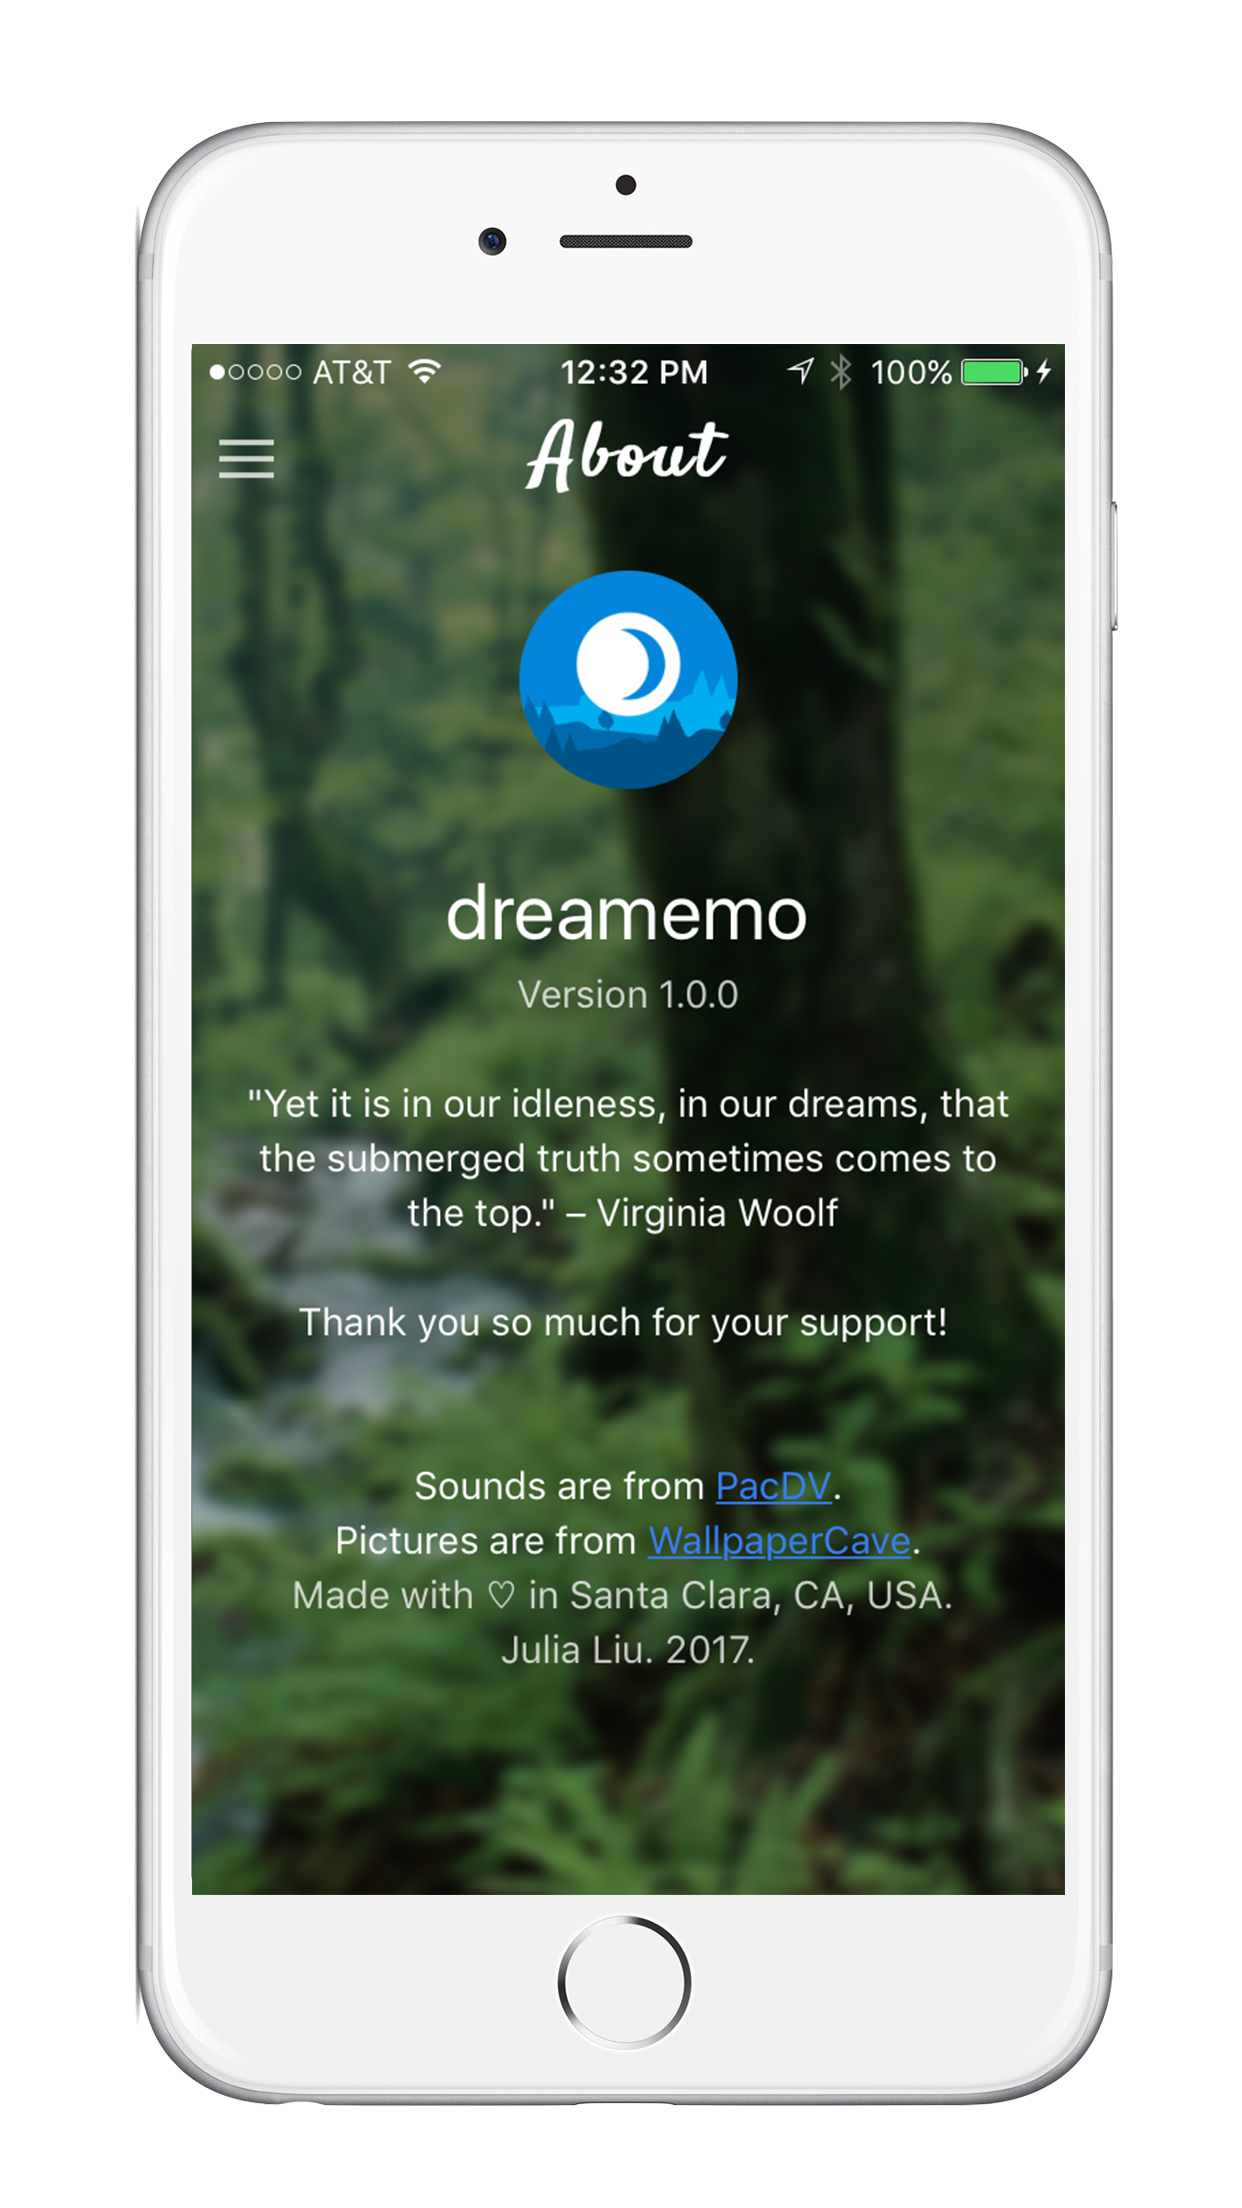 AT&T 12:32 PM 100%
About
dreamemo
Version 1.0.0
"Yet it is in our idleness, in our dreams, that
the submerged truth sometimes comes to
the top." – Virginia Woolf
Thank you so much for your support!
Sounds are from PacDV.
Pictures are from WallpaperCave.
Made with ♡ in Santa Clara, CA, USA.
Julia Liu. 2017.